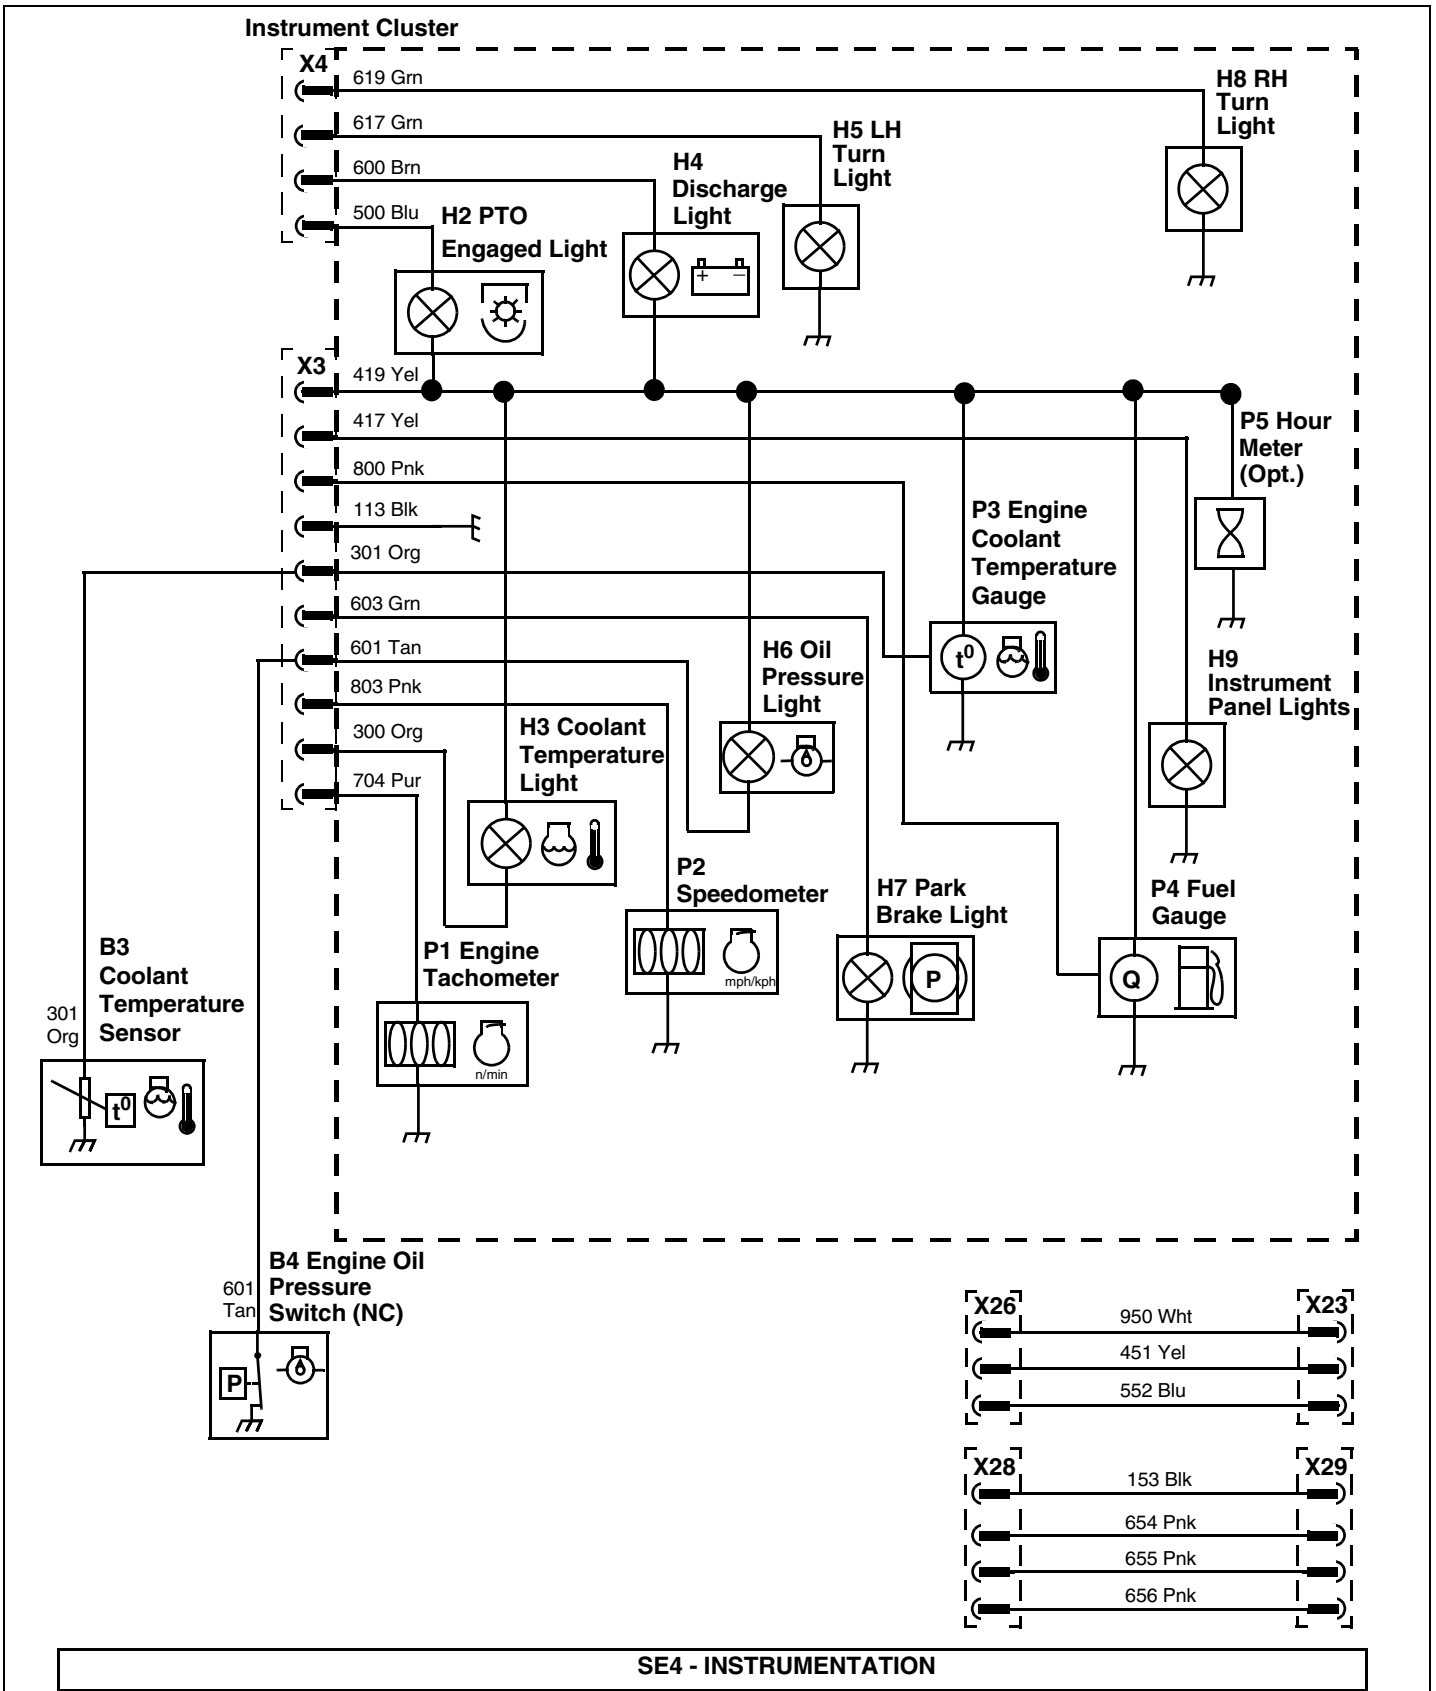 Instrument Cluster
X4
619 Grn
617 Grn
600 Brn
500 Blu
H2 PTO
Engaged Light
H4
Discharge
Light
+ −
H5 LH
Turn
Light
H8 RH
Turn
Light
X3
419 Yel
417 Yel
800 Pnk
113 Blk
301 Org
603 Grn
601 Tan
803 Pnk
300 Org
704 Pur
P5 Hour
Meter
(Opt.)
P3 Engine
Coolant
Temperature
Gauge
t0
H6 Oil
Pressure
Light
H9
Instrument
Panel Lights
H3 Coolant
Temperature
Light
P2
Speedometer
mph/kph
H7 Park
Brake Light
P
P4 Fuel
Gauge
Q
P1 Engine
Tachometer
n/min
B3
Coolant
Temperature
Sensor
301
Org
t0
B4 Engine Oil
Pressure
Switch (NC)
601
Tan
P
X26
X23
950 Wht
451 Yel
552 Blu
X28
X29
153 Blk
654 Pnk
655 Pnk
656 Pnk
SE4 - INSTRUMENTATION